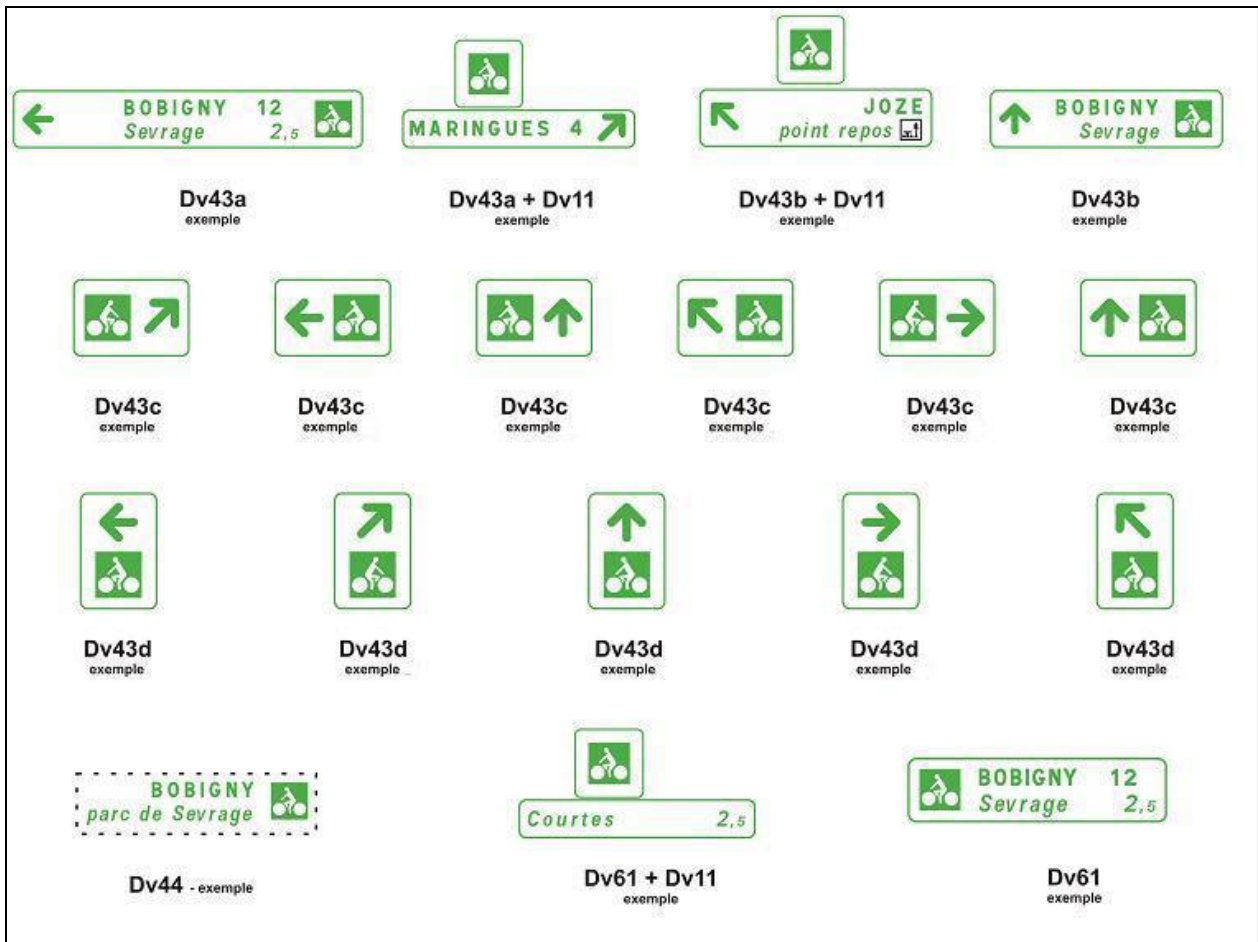 BOBIGNY 12
Sevrage 2,5
MARINGUES 4
JOZE
point repos
BOBIGNY
Sevrage
Dv43a
exemple
Dv43a + Dv11
exemple
Dv43b + Dv11
exemple
Dv43b
exemple
Dv43c
exemple
Dv43c
exemple
Dv43c
exemple
Dv43c
exemple
Dv43c
exemple
Dv43c
exemple
Dv43d
exemple
Dv43d
exemple
Dv43d
exemple
Dv43d
exemple
Dv43d
exemple
BOBIGNY
parc de Sevrage
Courtes 2,5
BOBIGNY 12
Sevrage 2,5
Dv44 - exemple
Dv61 + Dv11
exemple
Dv61
exemple